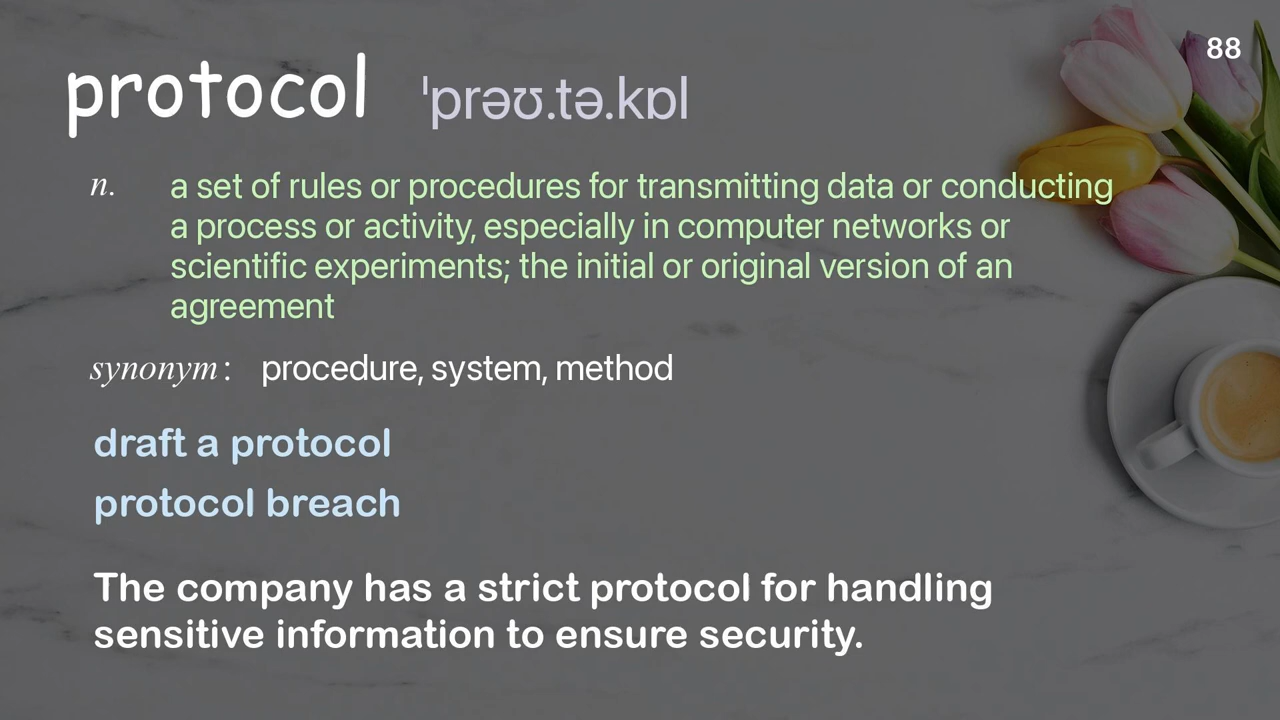 88
protocol ˈprəʊ.tə.kɒl
n. a set of rules or procedures for transmitting data or conducting
a process or activity, especially in computer networks or
scientific experiments; the initial or original version of an
agreement
synonym: procedure, system, method
draft a protocol
protocol breach
The company has a strict protocol for handling
sensitive information to ensure security.